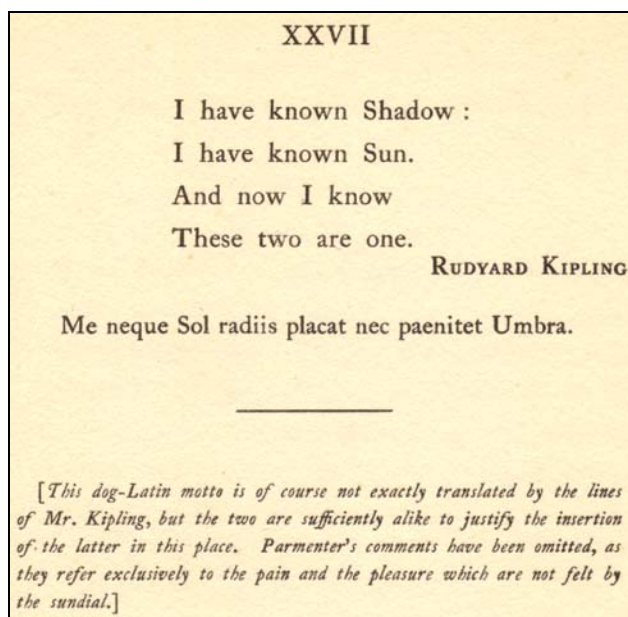 XXVII
I have known Shadow :
I have known Sun.
And now I know
These two are one.
RUDYARD KIPLING
Me neque Sol radiis placat nec paenitet Umbra.
[This dog-Latin motto is of course not exactly translated by the lines
of Mr. Kipling, but the two are sufficiently alike to justify the insertion
of the latter in this place. Parmenter's comments have been omitted, as
they refer exclusively to the pain and the pleasure which are not felt by
the sundial.]